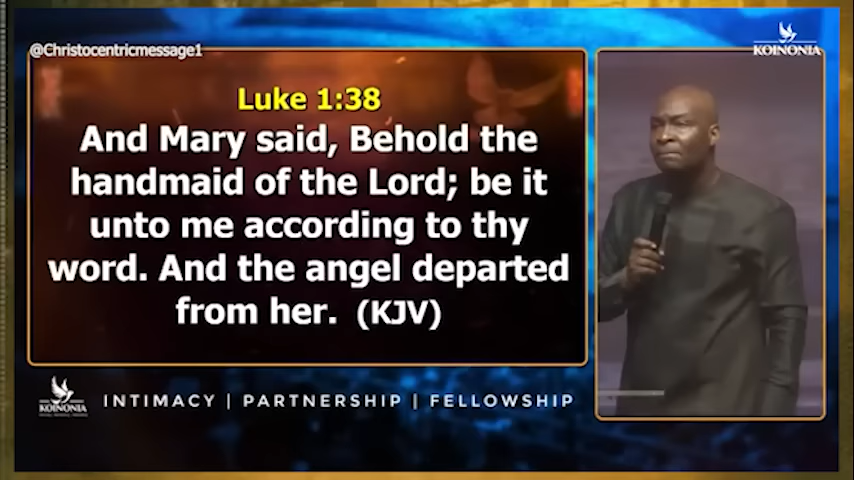 @Christocentricmessage1
KOINONIA
Luke 1:38
And Mary said, Behold the
handmaid of the Lord; be it
unto me according to thy
word. And the angel departed
from her. (KJV)
KOINONIA
INTIMACY | PARTNERSHIP | FELLOWSHIP